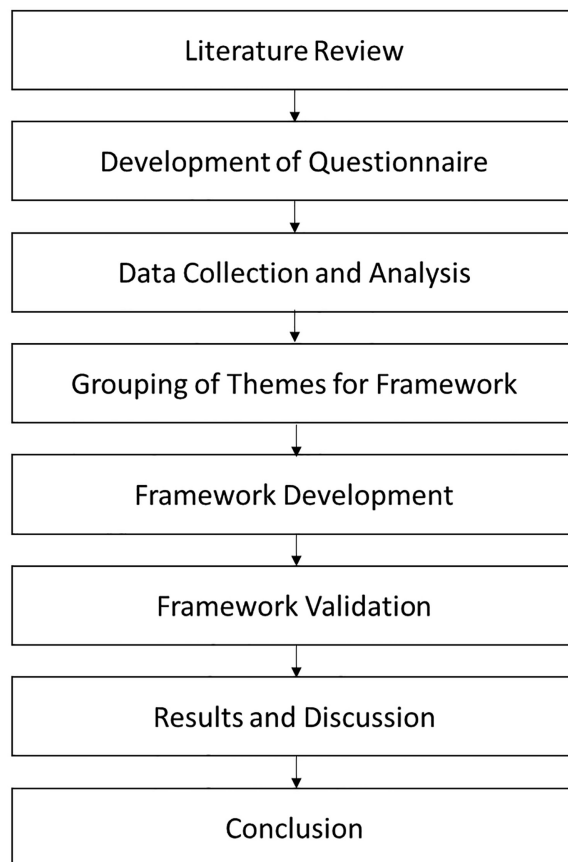 Literature Review
Development of Questionnaire
Data Collection and Analysis
Grouping of Themes for Framework
Framework Development
Framework Validation
Results and Discussion
Conclusion